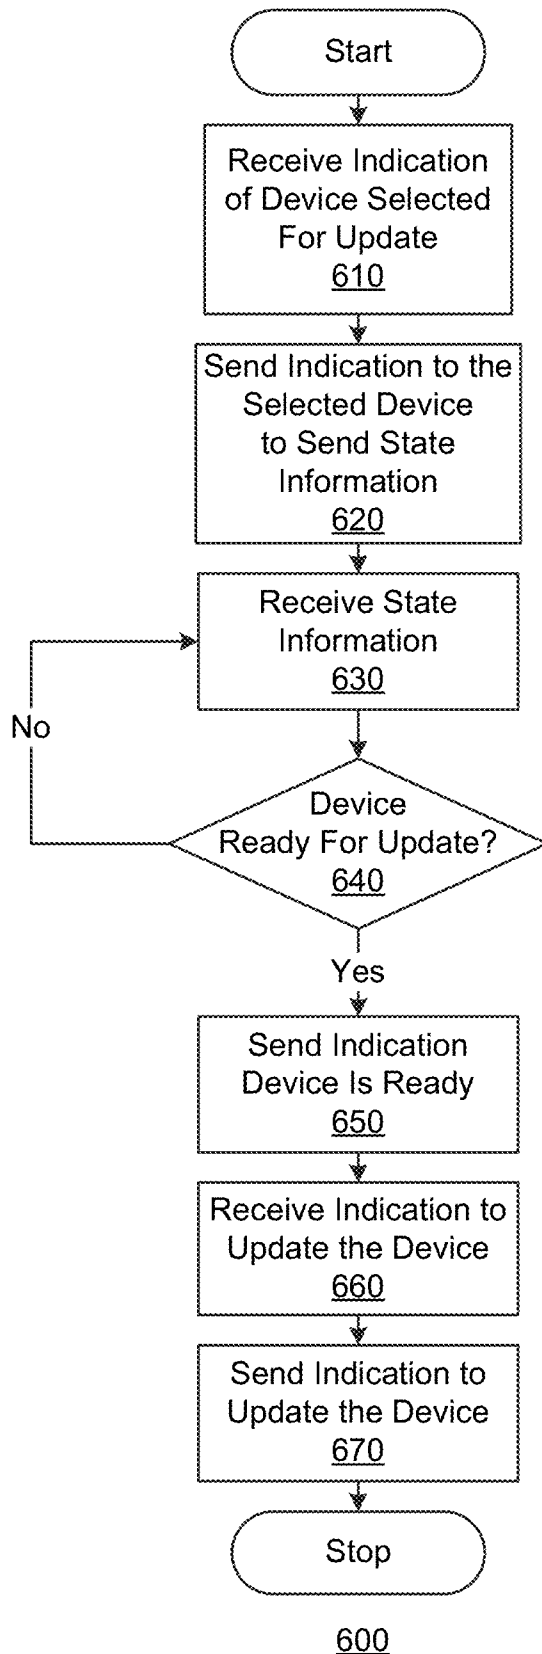 Start
Receive Indication
of Device Selected
For Update
610
Send Indication to the
Selected Device
to Send State
Information
620
Receive State
Information
630
No
Device
Ready For Update?
640
Yes
Send Indication
Device Is Ready
650
Receive Indication to
Update the Device
660
Send Indication to
Update the Device
670
Stop
600